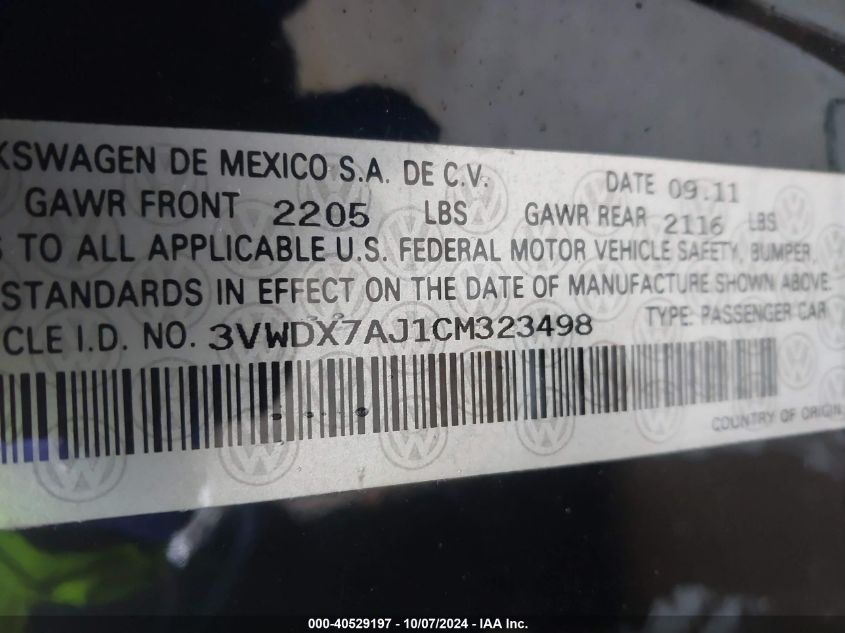 KSWAGEN DE MEXICO S.A. DE C.V. DATE 09.11
GAWR FRONT 2205 LBS GAWR REAR 2116 LBS
S TO ALL APPLICABLE U.S. FEDERAL MOTOR VEHICLE SAFETY, BUMPER,
STANDARDS IN EFFECT ON THE DATE OF MANUFACTURE SHOWN ABOVE.
CLE I.D. NO. 3VWDX7AJ1CM323498 TYPE: PASSENGER CAR
COUNTRY OF ORIGIN
000-40529197 - 10/07/2024 - IAA Inc.